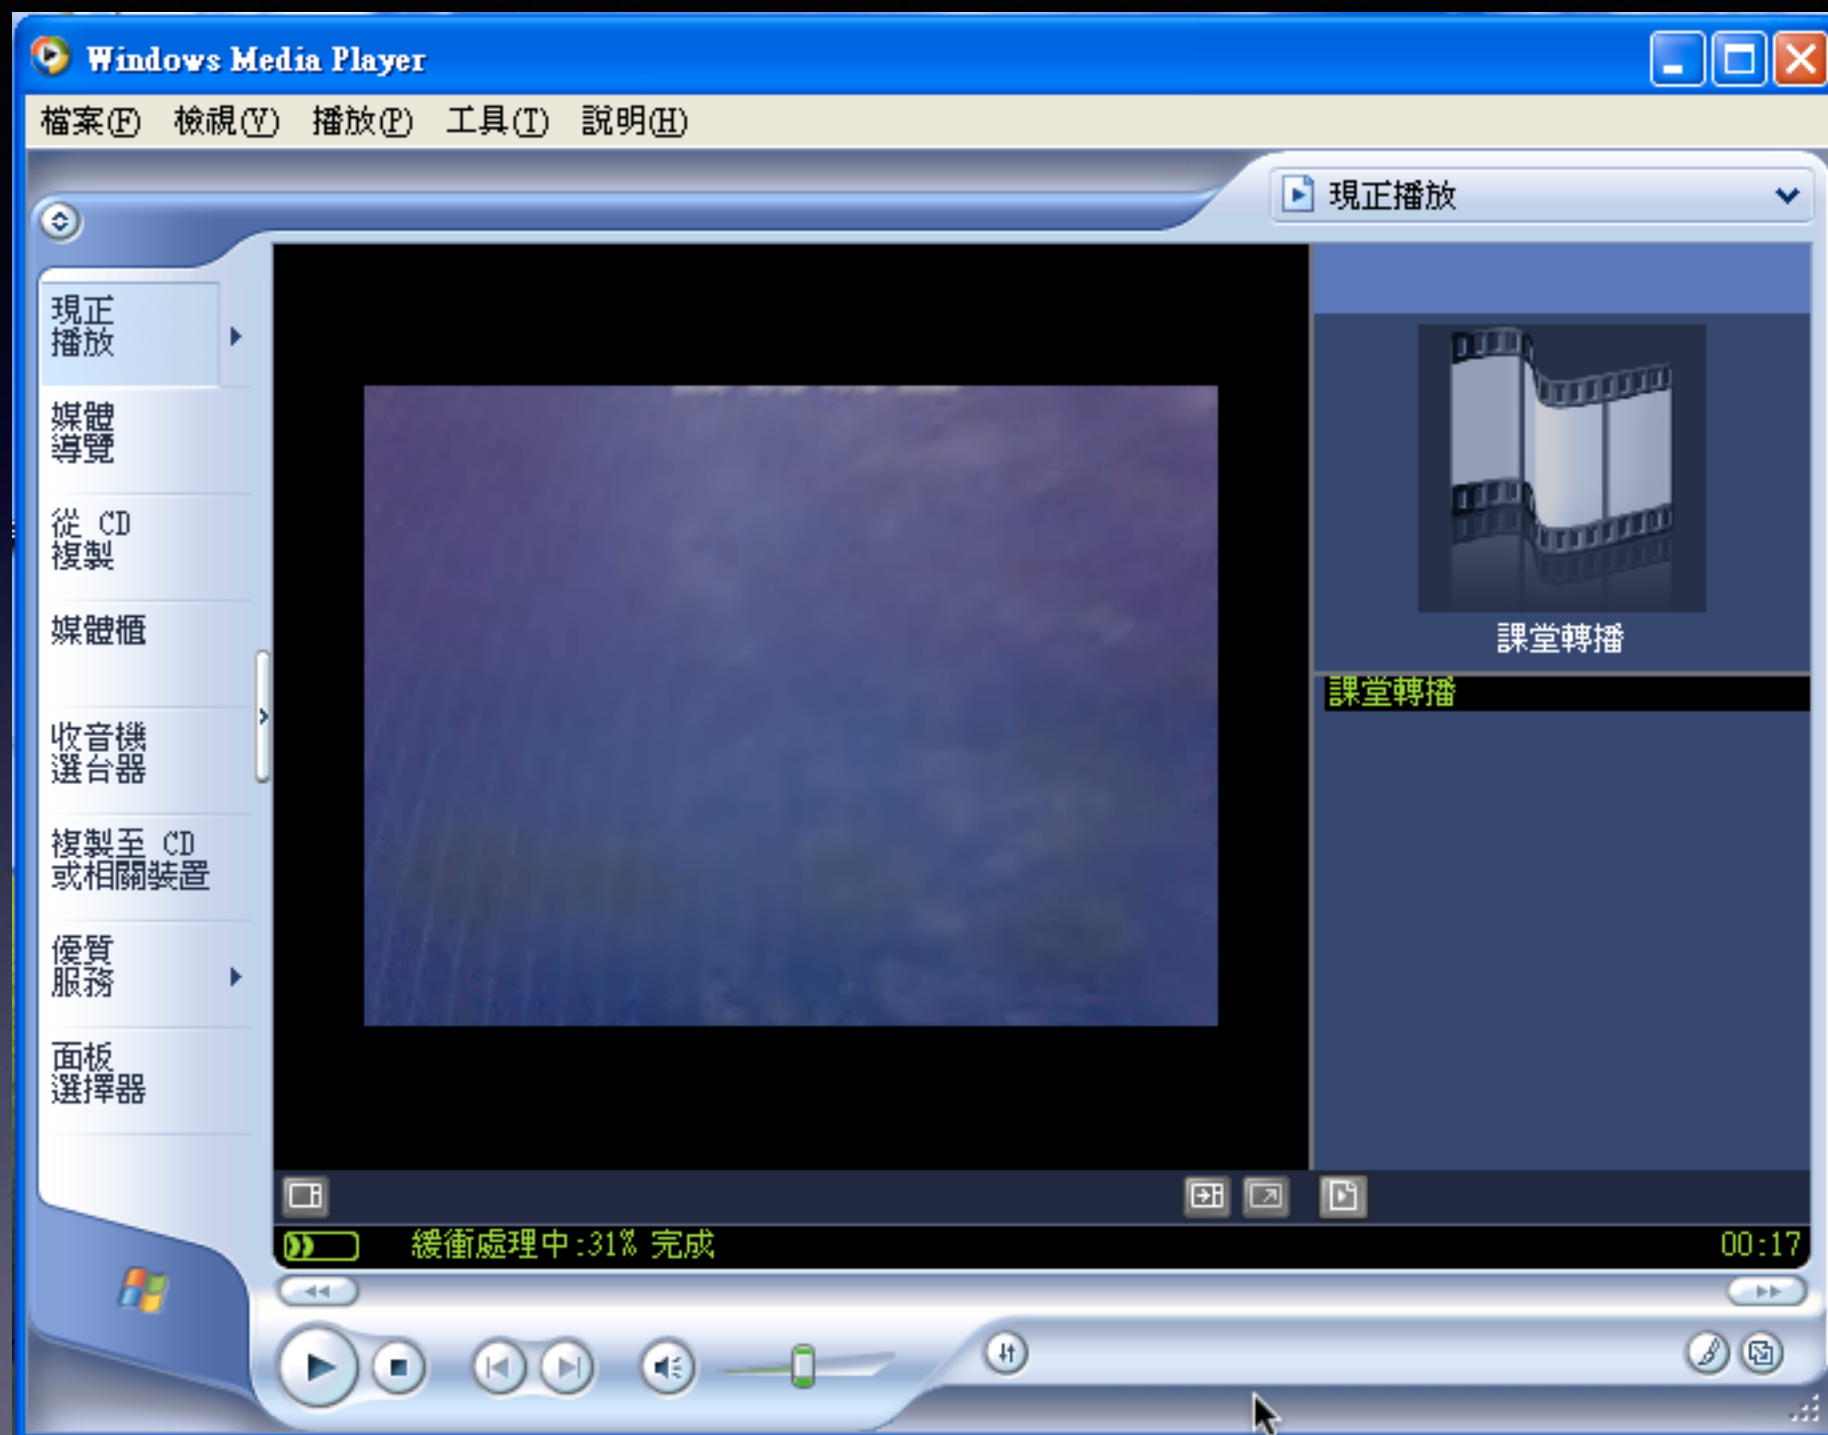 Windows Media Player
檔案(F) 檢視(V) 播放(P) 工具(T) 說明(H)
現正播放
現正
播放
媒體
導覽
從 CD
複製
媒體櫃
收音機
選台器
複製至 CD
或相關裝置
優質
服務
面板
選擇器
課堂轉播
課堂轉播
緩衝處理中:31% 完成
00:17